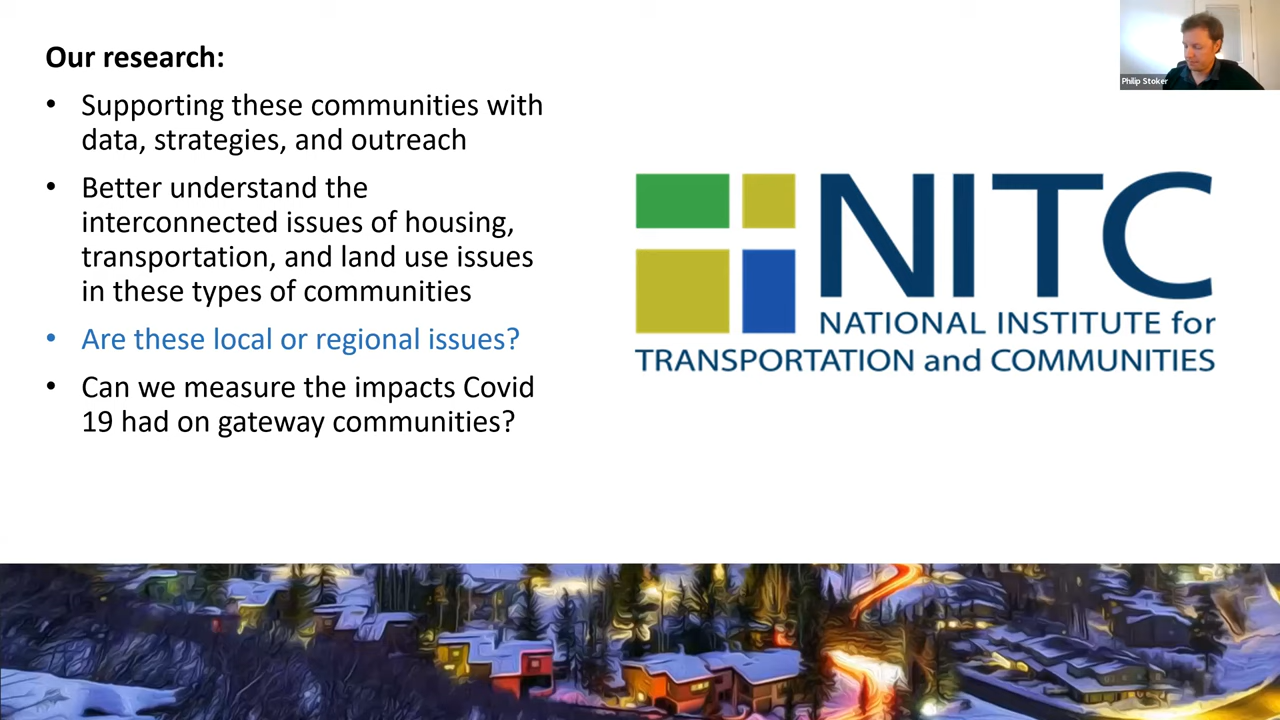 Our research:
• Supporting these communities with
data, strategies, and outreach
• Better understand the
interconnected issues of housing,
transportation, and land use issues
in these types of communities
• Are these local or regional issues?
• Can we measure the impacts Covid
19 had on gateway communities?
NITC
NATIONAL INSTITUTE for
TRANSPORTATION and COMMUNITIES
Philip Stoker